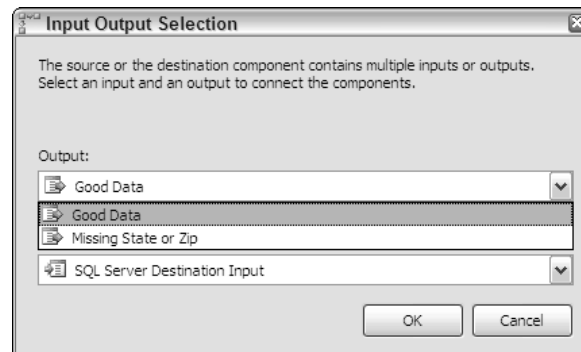 Input Output Selection
The source or the destination component contains multiple inputs or outputs.
Select an input and an output to connect the components.
Output:
Good Data
Good Data
Missing State or Zip
SQL Server Destination Input
OK
Cancel